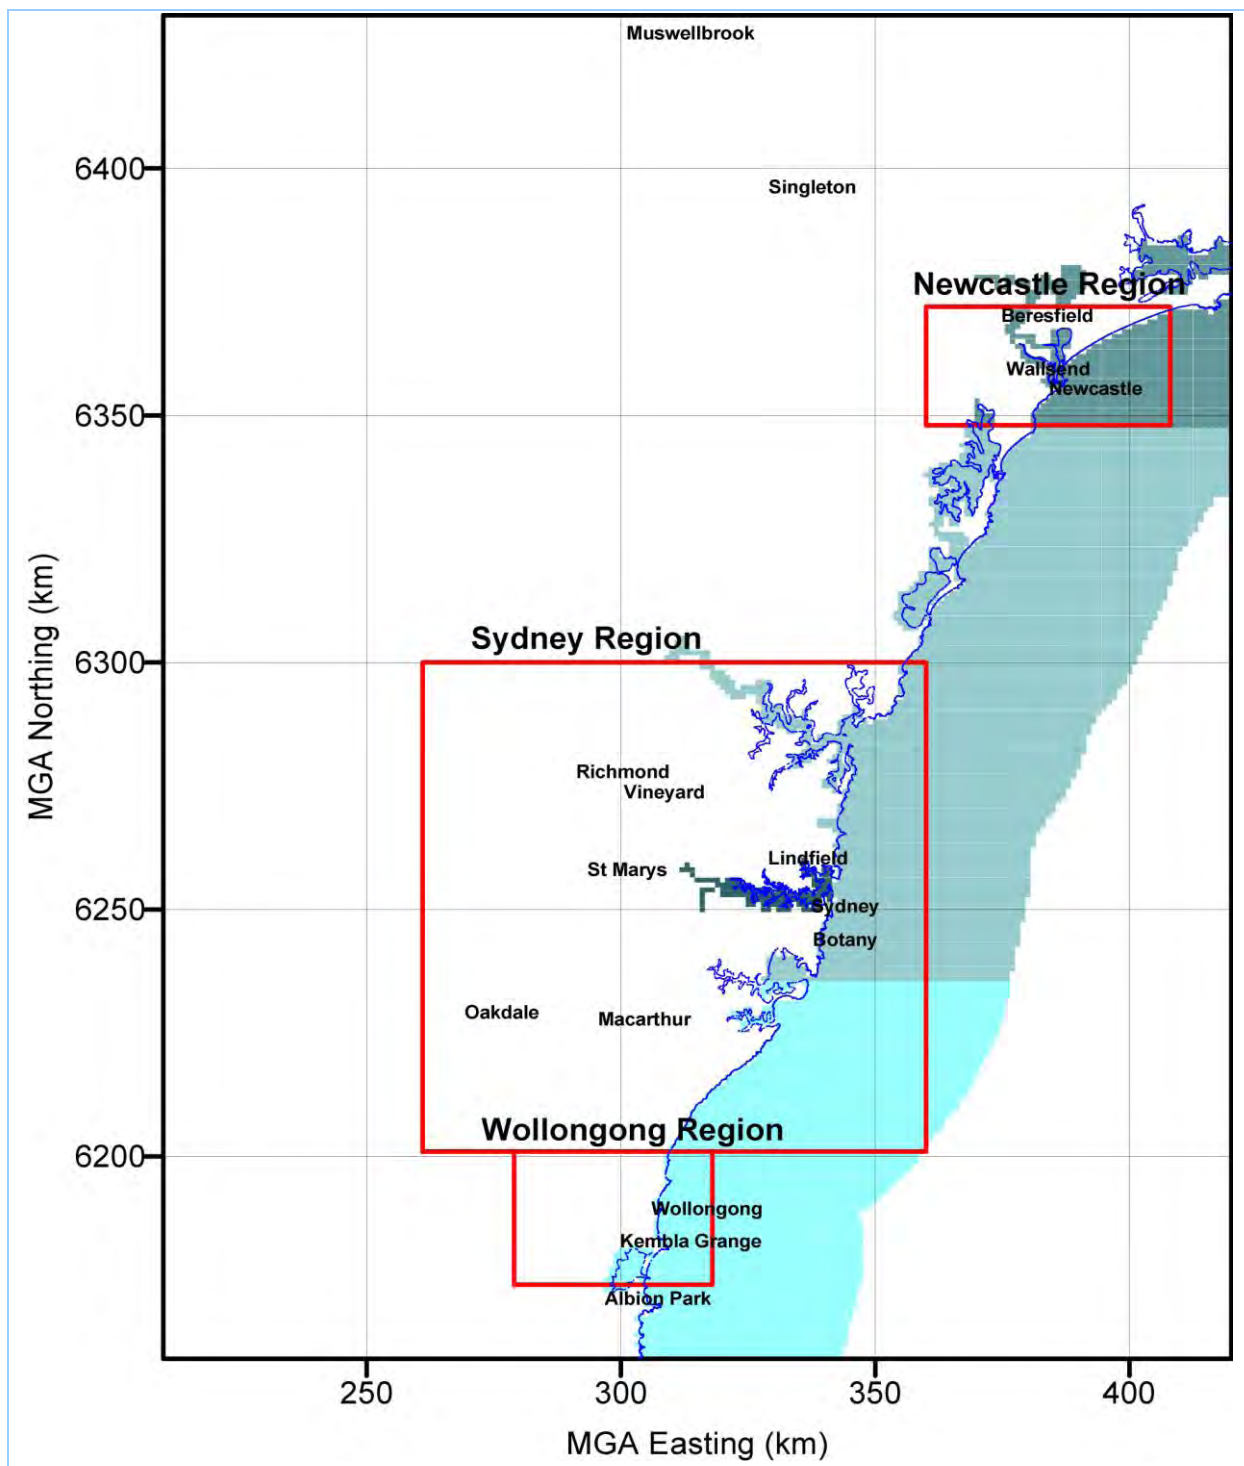 Muswellbrook
6400
Singleton
Newcastle Region
Beresfield
Wallsend
Newcastle
6350
Sydney Region
6300
Richmond
Vineyard
Lindfield
St Marys
6250
Sydney
Botany
Oakdale
Macarthur
Wollongong Region
6200
Wollongong
Kembla Grange
Albion Park
MGA Northing (km)
250 300 350 400
MGA Easting (km)